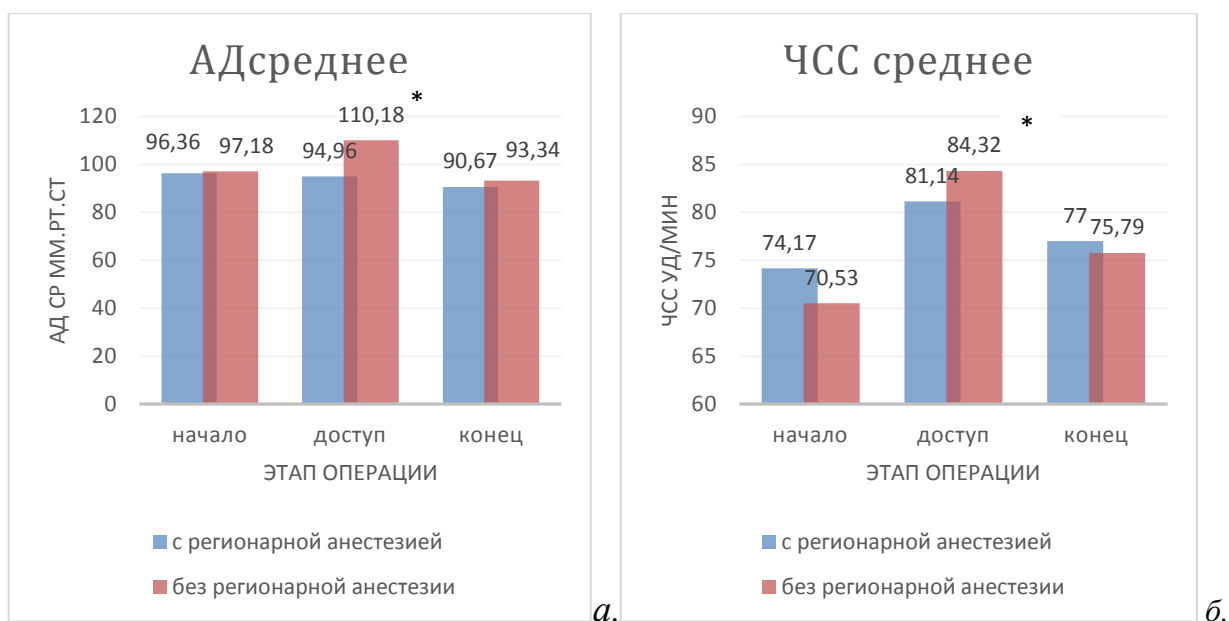 АДсреднее
*
120
100
80
60
40
20
0
96,36
97,18
94,96
110,18
90,67
93,34
АД СР ММ.РТ.СТ
начало
доступ
конец
ЭТАП ОПЕРАЦИИ
с регионарной анестезией
без регионарной анестезии
а.
ЧСС среднее
*
90
85
80
75
70
65
60
74,17
70,53
81,14
84,32
77
75,79
ЧСС УД/МИН
начало
доступ
конец
ЭТАП ОПЕРАЦИИ
с регионарной анестезией
без регионарной анестезии
б.